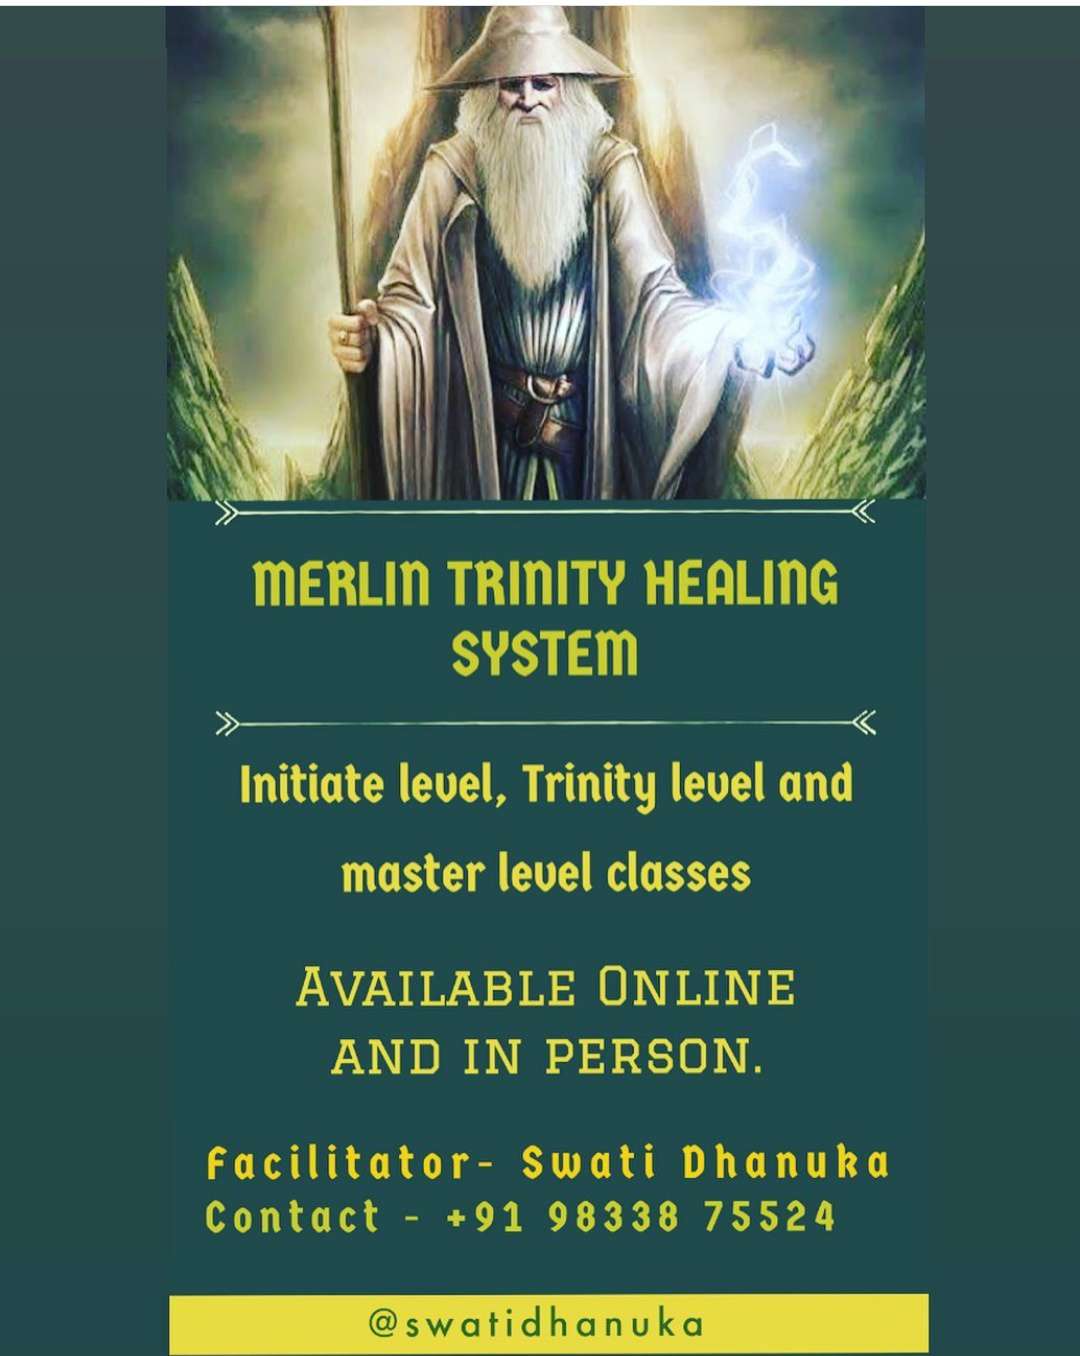 MERLIN TRINITY HEALING
SYSTEM
Initiate level, Trinity level and
master level classes
AVAILABLE ONLINE
AND IN PERSON.
Facilitator- Swati Dhanuka
Contact - +91 98338 75524
@swatidhanuka